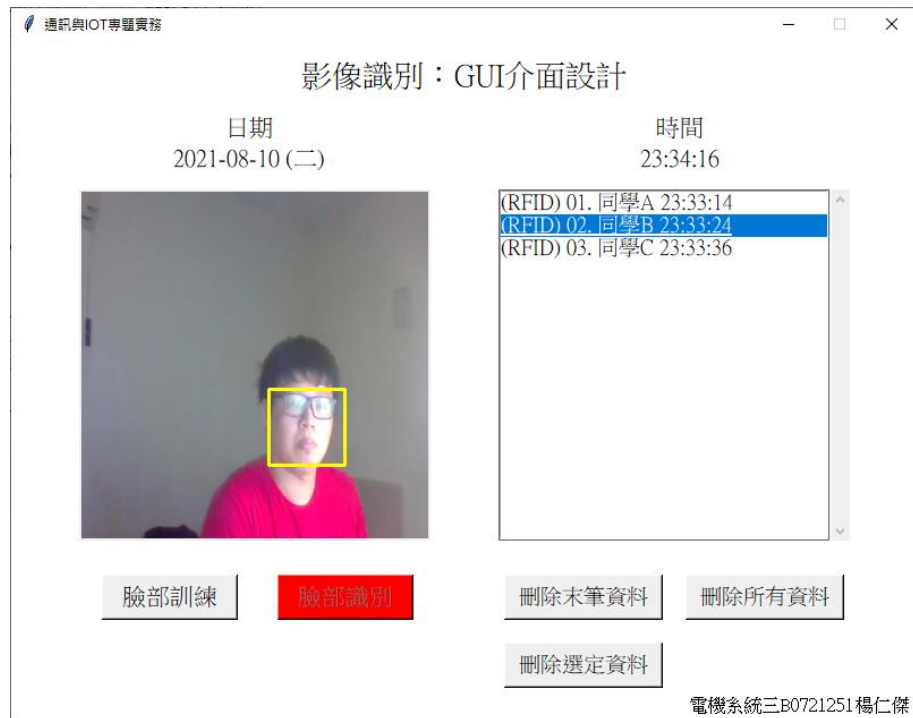 通訊與IOT專題實務
影像識別：GUI介面設計
日期
2021-08-10 (二)
時間
23:34:16
(RFID) 01. 同學A 23:33:14
(RFID) 02. 同學B 23:33:24
(RFID) 03. 同學C 23:33:36
臉部訓練
臉部識別
刪除末筆資料
刪除所有資料
刪除選定資料
電機系統三B0721251楊仁傑